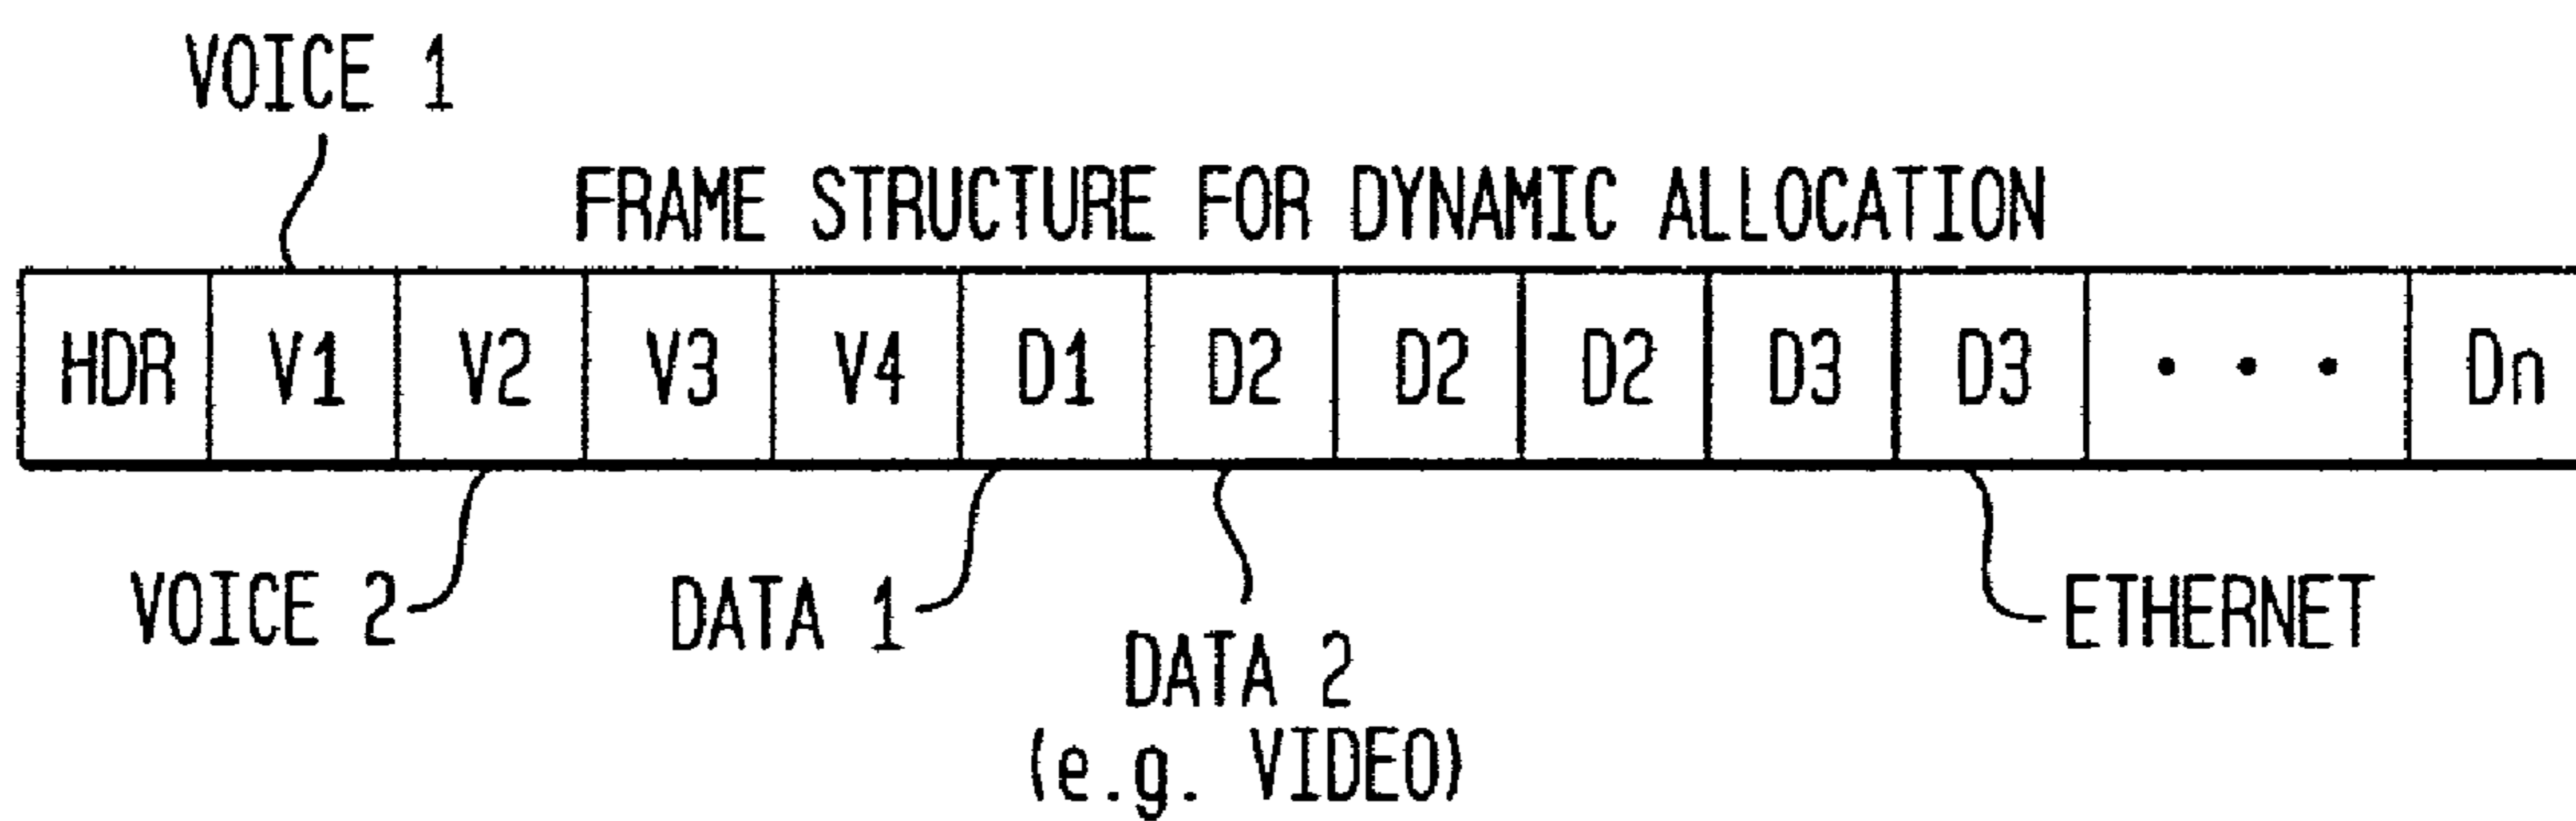 VOICE 1
FRAME STRUCTURE FOR DYNAMIC ALLOCATION
HDR V1 V2 V3 V4 D1 D2 D2 D2 D3 D3 • • • Dn
VOICE 2 DATA 1 ETHERNET
DATA 2
(e.g. VIDEO)